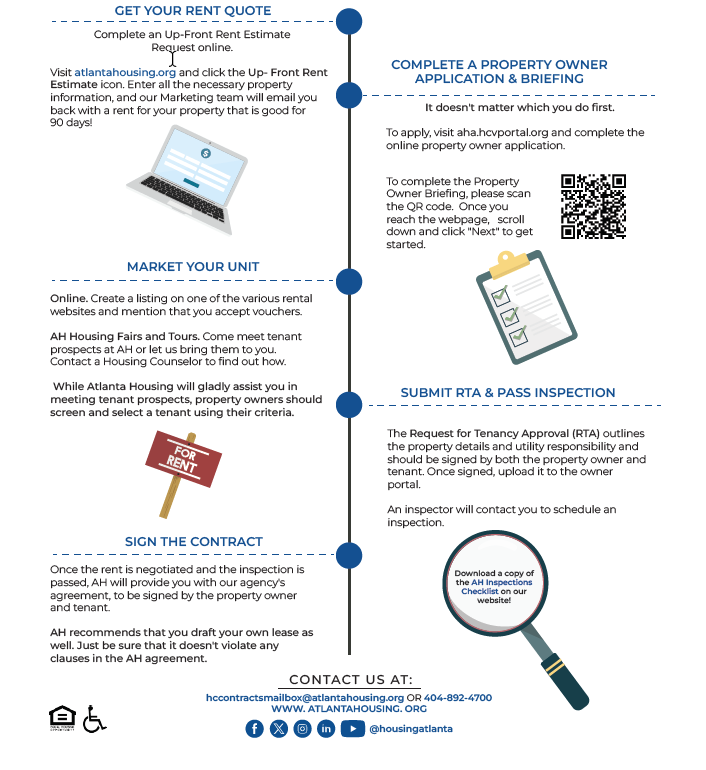 GET YOUR RENT QUOTE
Complete an Up-Front Rent Estimate
Request online.
Visit atlantahousing.org and click the Up- Front Rent
Estimate icon. Enter all the necessary property
information, and our Marketing team will email you
back with a rent for your property that is good for
90 days!
COMPLETE A PROPERTY OWNER
APPLICATION & BRIEFING
It doesn't matter which you do first.
To apply, visit aha.hcvportal.org and complete the
online property owner application.
To complete the Property
Owner Briefing, please scan
the QR code. Once you
reach the webpage, scroll
down and click "Next" to get
started.
MARKET YOUR UNIT
Online. Create a listing on one of the various rental
websites and mention that you accept vouchers.
AH Housing Fairs and Tours. Come meet tenant
prospects at AH or let us bring them to you.
Contact a Housing Counselor to find out how.
While Atlanta Housing will gladly assist you in
meeting tenant prospects, property owners should
screen and select a tenant using their criteria.
FOR
RENT
SUBMIT RTA & PASS INSPECTION
The Request for Tenancy Approval (RTA) outlines
the property details and utility responsibility and
should be signed by both the property owner and
tenant. Once signed, upload it to the owner
portal.
An inspector will contact you to schedule an
inspection.
Download a copy of
the AH Inspections
Checklist on our
website!
SIGN THE CONTRACT
Once the rent is negotiated and the inspection is
passed, AH will provide you with our agency's
agreement, to be signed by the property owner
and tenant.
AH recommends that you draft your own lease as
well. Just be sure that it doesn't violate any
clauses in the AH agreement.
CONTACT US AT:
hccontractsmailbox@atlantahousing.org OR 404-892-4700
WWW. ATLANTAHOUSING. ORG
@housingatlanta